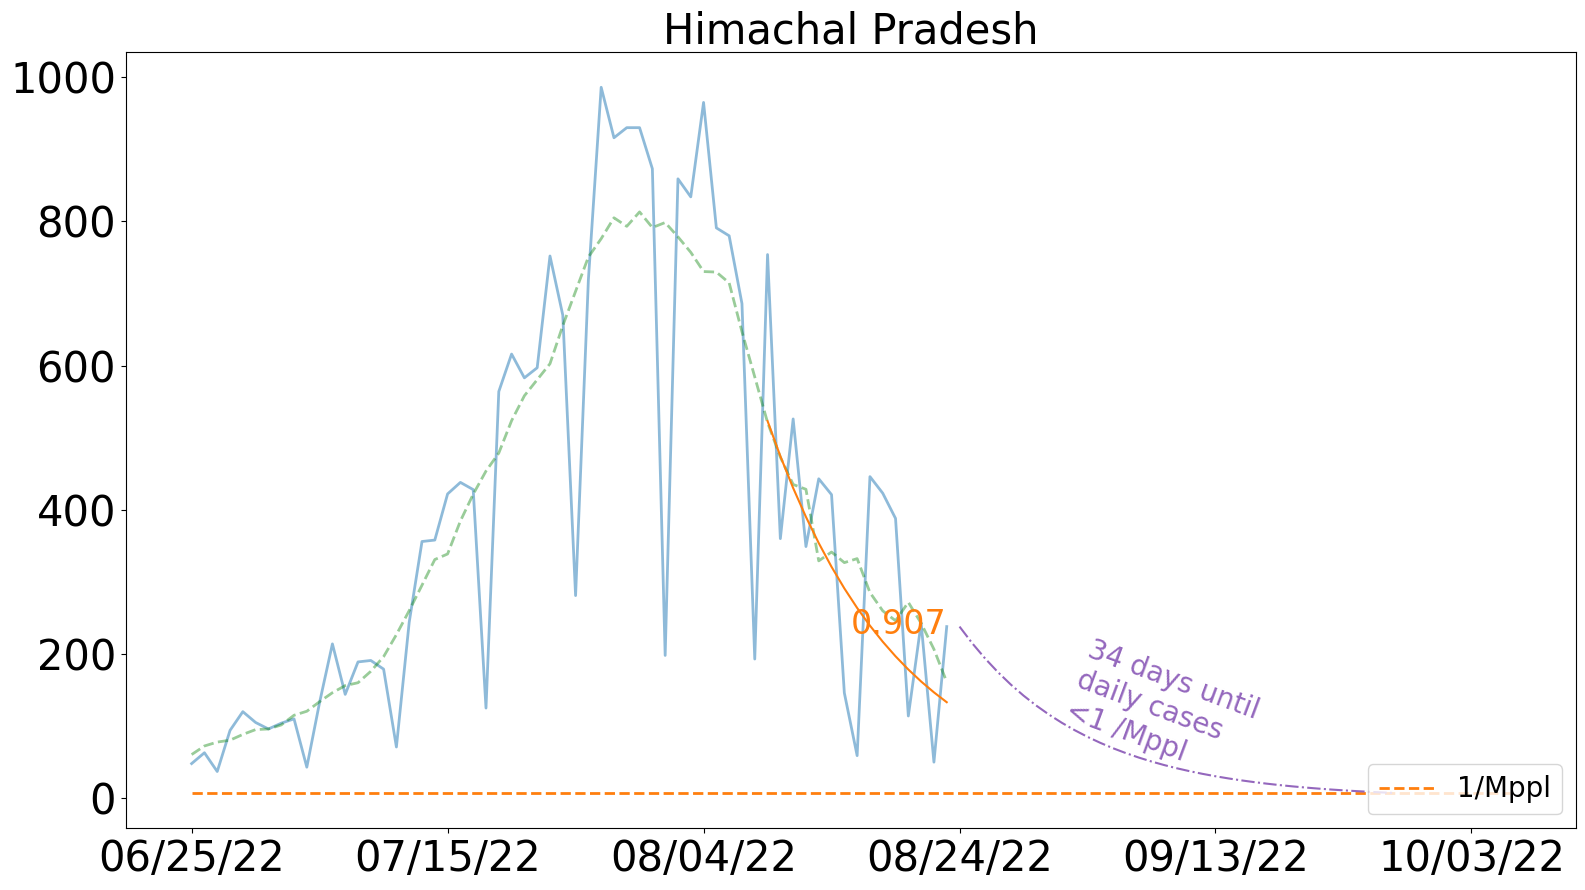 Himachal Pradesh
1000
800
600
400
200
0
0.907
34 days until
daily cases
<1 /Mppl
1/Mppl
06/25/22
07/15/22
08/04/22
08/24/22
09/13/22
10/03/22